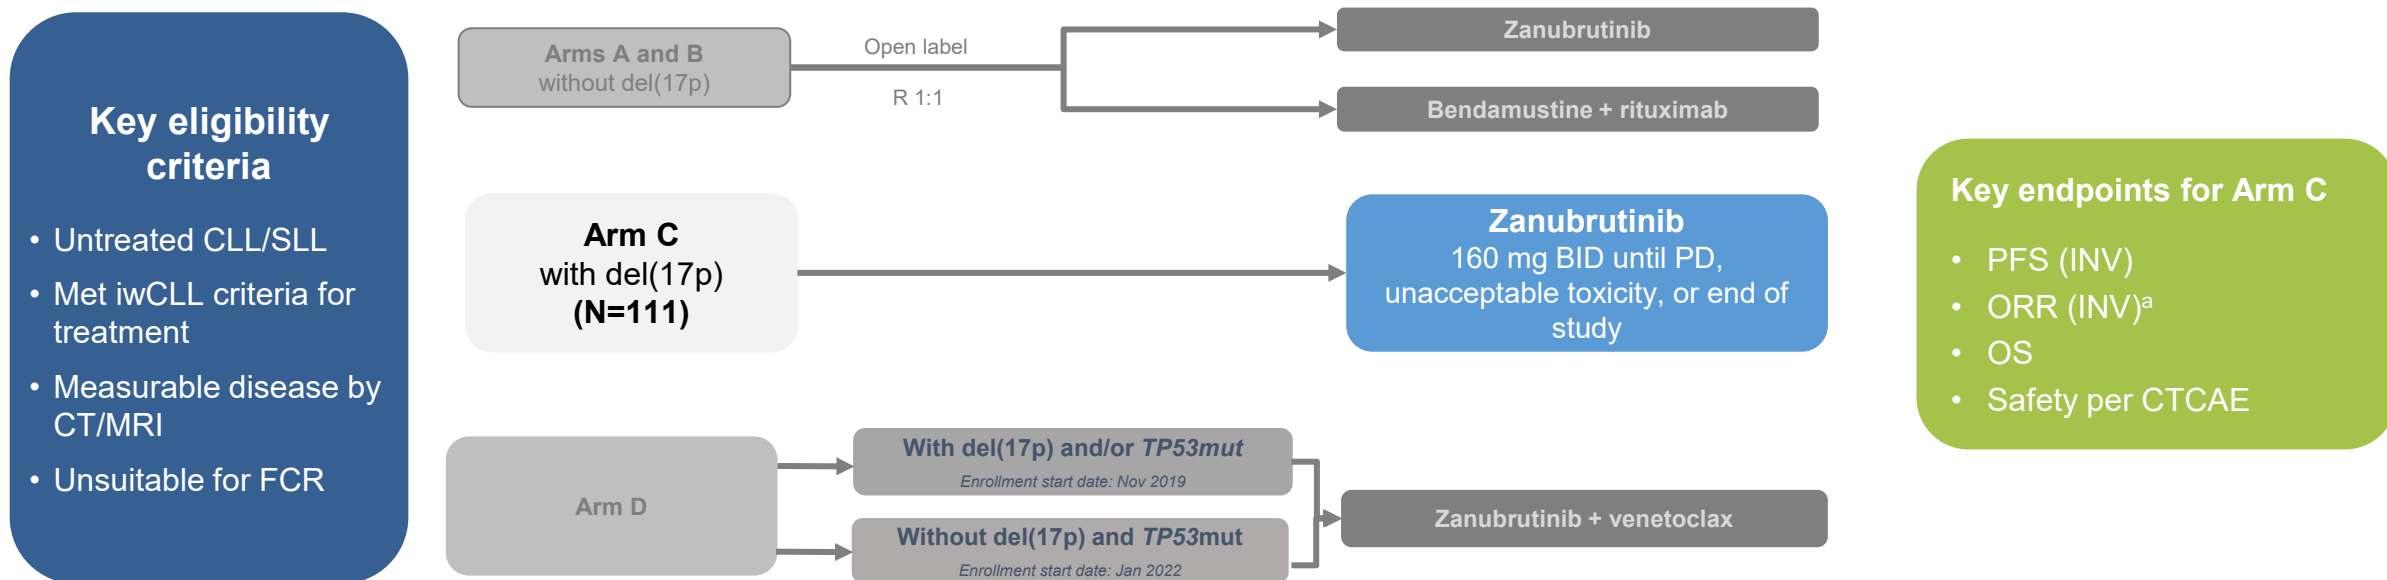 Key eligibility
criteria
• Untreated CLL/SLL
• Met iwCLL criteria for
treatment
• Measurable disease by
CT/MRI
• Unsuitable for FCR
Arms A and B
without del(17p)
Open label
R 1:1
Zanubrutinib
Bendamustine + rituximab
Arm C
with del(17p)
(N=111)
Zanubrutinib
160 mg BID until PD,
unacceptable toxicity, or end of
study
Arm D
With del(17p) and/or TP53mut
Enrollment start date: Nov 2019
Without del(17p) and TP53mut
Enrollment start date: Jan 2022
Zanubrutinib + venetoclax
Key endpoints for Arm C
• PFS (INV)
• ORR (INV)ᵃ
• OS
• Safety per CTCAE